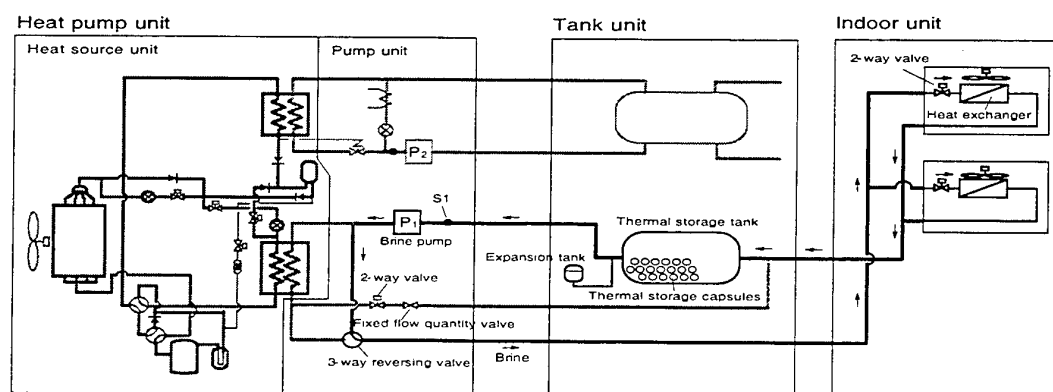 Heat pump unit
Tank unit
Indoor unit
Heat source unit
Pump unit
2-way valve
Heat exchanger
P2
S1
P1
Brine pump
Thermal storage tank
Expansion tank
2-way valve
Thermal storage capsules
Fixed flow quantity valve
3-way reversing valve
Brine